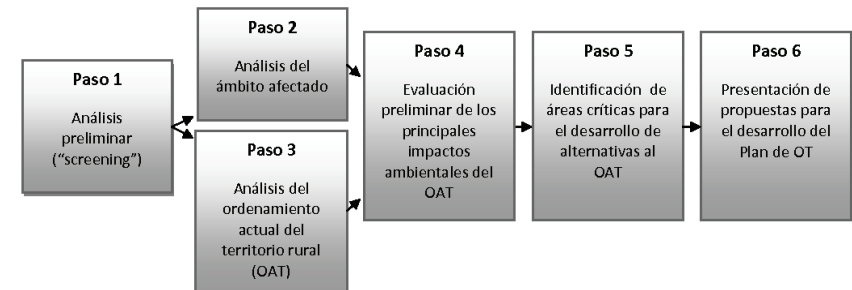 Paso 1
Análisis
preliminar
(“screening”)
Paso 2
Análisis del
ámbito afectado
Paso 3
Análisis del
ordenamiento
actual del
territorio rural
(OAT)
Paso 4
Evaluación
preliminar de los
principales
impactos
ambientales del
OAT
Paso 5
Identificación de
áreas críticas para
el desarrollo de
alternativas al
OAT
Paso 6
Presentación de
propuestas para
el desarrollo del
Plan de OT